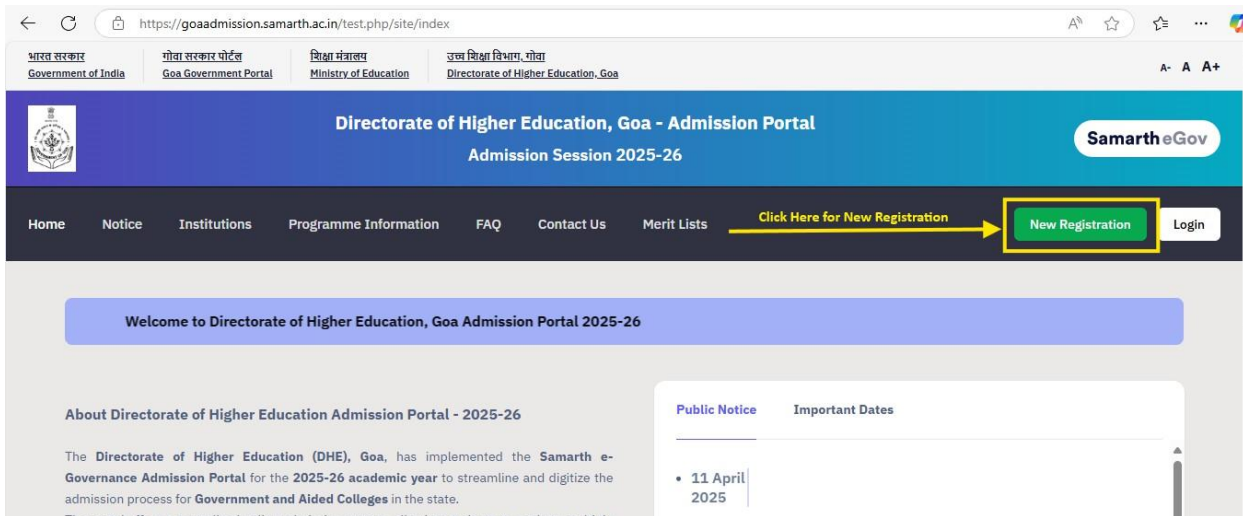 https://goaadmission.samarth.ac.in/test.php/site/index
भारत सरकार
Government of India
गोवा सरकार पोर्टल
Goa Government Portal
शिक्षा मंत्रालय
Ministry of Education
उच्च शिक्षा विभाग, गोवा
Directorate of Higher Education, Goa
A- A A+
Directorate of Higher Education, Goa - Admission Portal
Admission Session 2025-26
Samarth eGov
Home Notice Institutions Programme Information FAQ Contact Us Merit Lists Click Here for New Registration New Registration Login
Welcome to Directorate of Higher Education, Goa Admission Portal 2025-26
About Directorate of Higher Education Admission Portal - 2025-26
The Directorate of Higher Education (DHE), Goa, has implemented the Samarth e-
Governance Admission Portal for the 2025-26 academic year to streamline and digitize the
admission process for Government and Aided Colleges in the state.
Public Notice Important Dates
• 11 April
2025